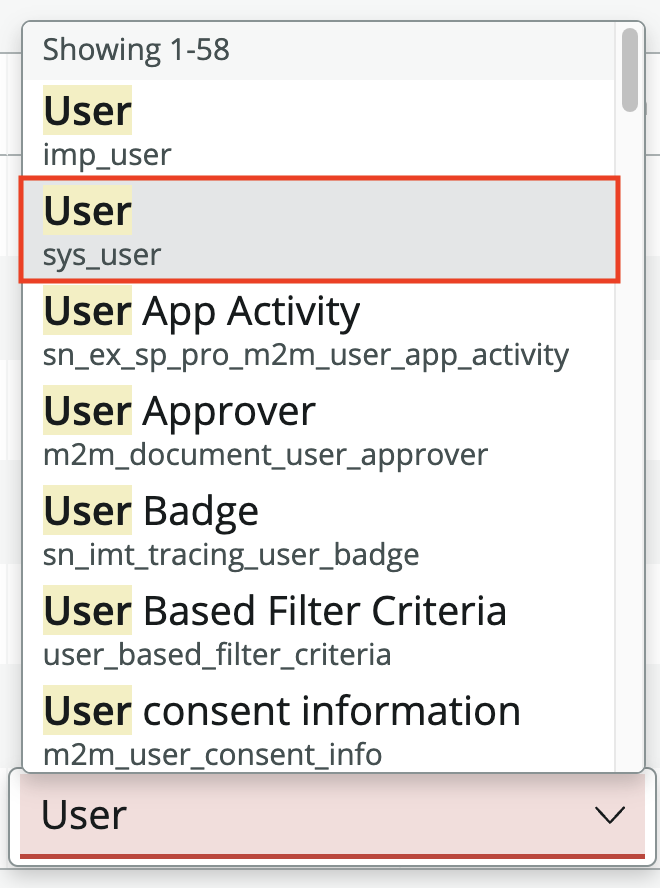 Showing 1-58
User
imp_user
User
sys_user
User App Activity
sn_ex_sp_pro_m2m_user_app_activity
User Approver
m2m_document_user_approver
User Badge
sn_imt_tracing_user_badge
User Based Filter Criteria
user_based_filter_criteria
User consent information
m2m_user_consent_info
User